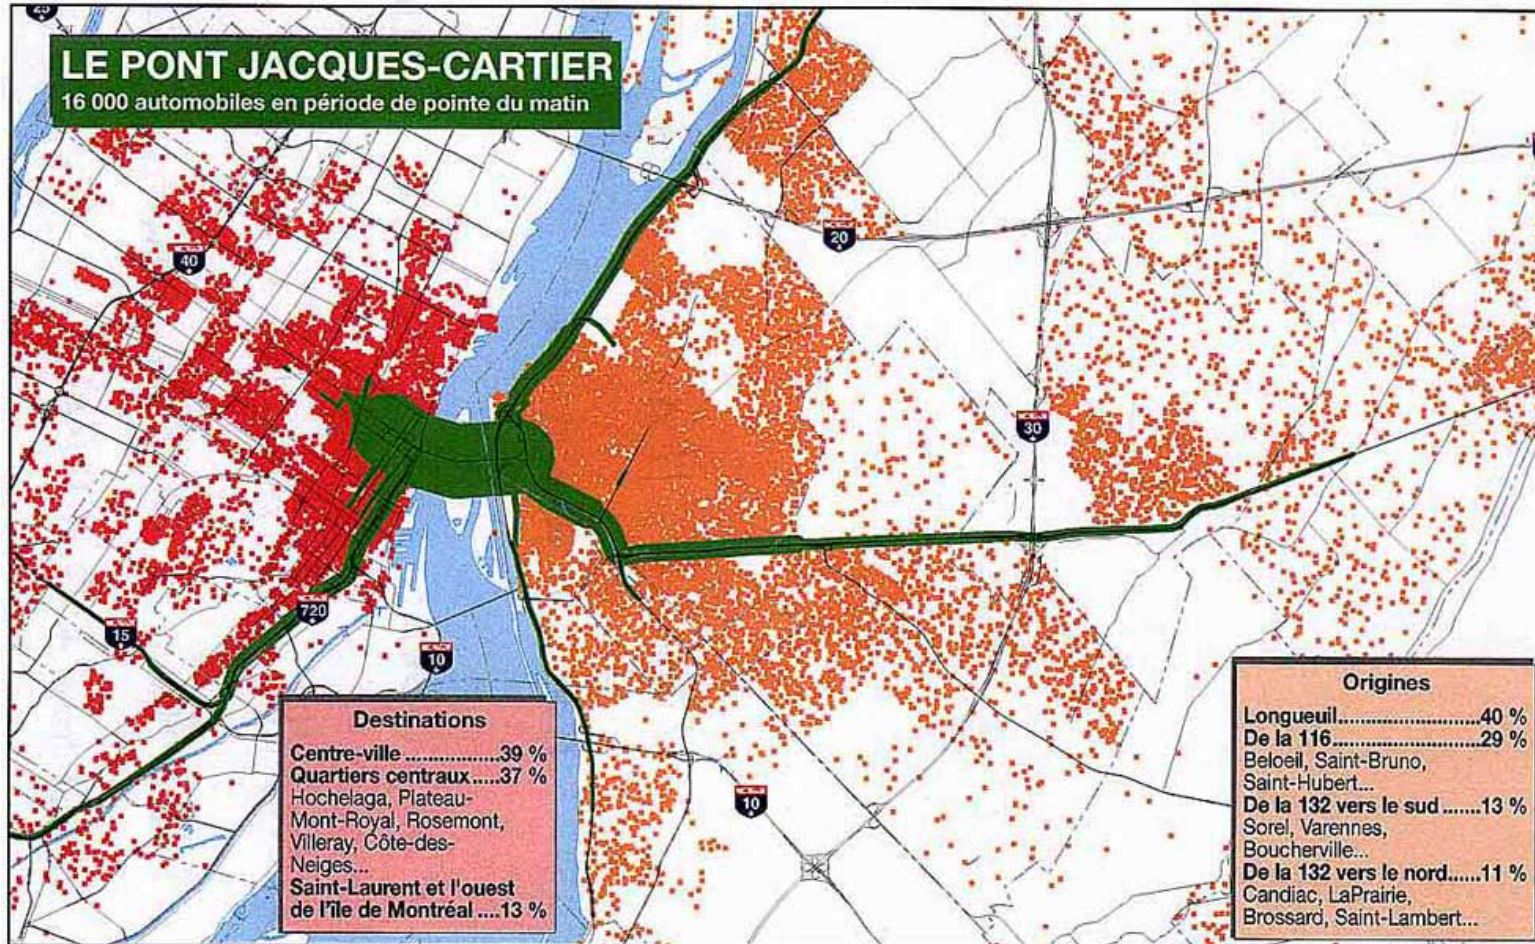 25
LE PONT JACQUES-CARTIER
16 000 automobiles en période de pointe du matin
40
20
30
720
15
10
10
Destinations
Centre-ville ..................39 %
Quartiers centraux.....37 %
Hochelaga, Plateau-
Mont-Royal, Rosemont,
Villeray, Côte-des-
Neiges...
Saint-Laurent et l'ouest
de l'île de Montréal ....13 %
Origines
Longueuil.........................40 %
De la 116..........................29 %
Beloeil, Saint-Bruno,
Saint-Hubert...
De la 132 vers le sud .......13 %
Sorel, Varennes,
Boucherville...
De la 132 vers le nord......11 %
Candiac, LaPrairie,
Brossard, Saint-Lambert...